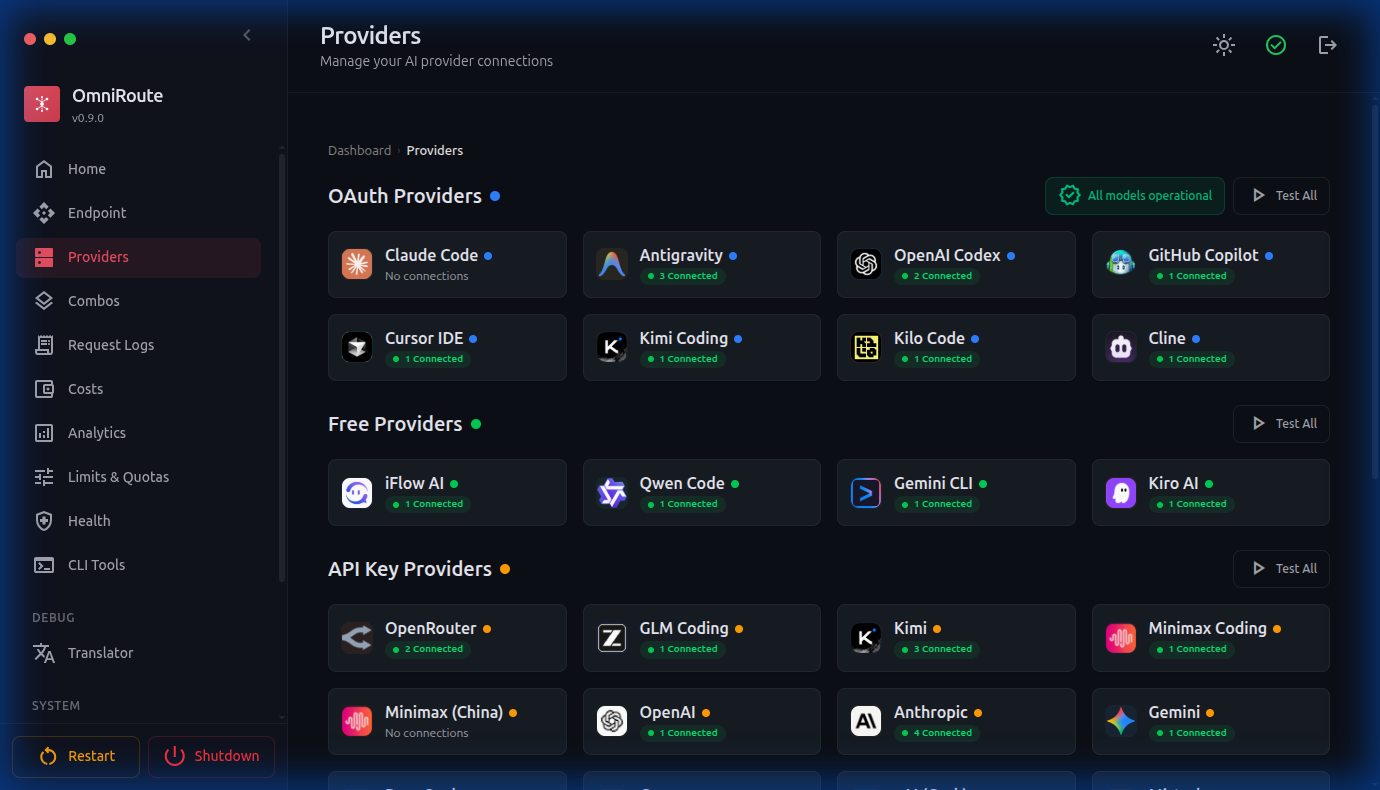 OmniRoute
v0.9.0
Home
Endpoint
Providers
Combos
Request Logs
Costs
Analytics
Limits & Quotas
Health
CLI Tools
DEBUG
Translator
SYSTEM
Restart
Shutdown
Providers
Manage your AI provider connections
Dashboard › Providers
OAuth Providers
All models operational
Test All
Claude Code
No connections
Antigravity
3 Connected
OpenAI Codex
2 Connected
GitHub Copilot
1 Connected
Cursor IDE
1 Connected
Kimi Coding
1 Connected
Kilo Code
1 Connected
Cline
1 Connected
Free Providers
Test All
iFlow AI
1 Connected
Qwen Code
1 Connected
Gemini CLI
1 Connected
Kiro AI
1 Connected
API Key Providers
Test All
OpenRouter
2 Connected
GLM Coding
1 Connected
Kimi
3 Connected
Minimax Coding
1 Connected
Minimax (China)
No connections
OpenAI
1 Connected
Anthropic
4 Connected
Gemini
1 Connected